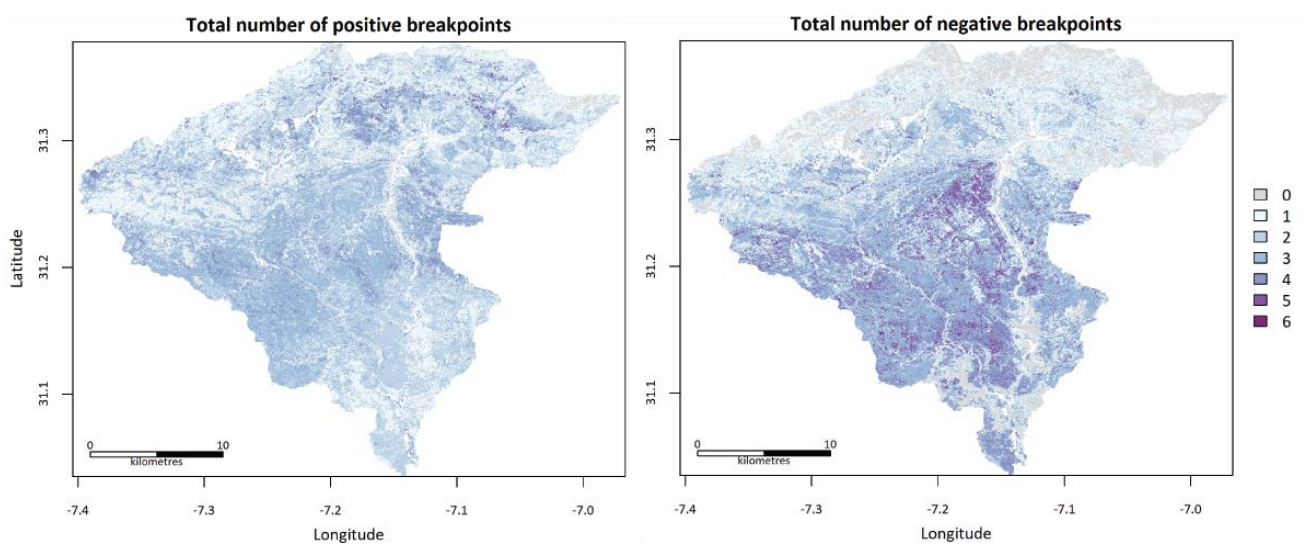 Total number of positive breakpoints
Total number of negative breakpoints
Latitude
31.3
31.2
31.1
0 10
kilometres
-7.4 -7.3 -7.2 -7.1 -7.0
Longitude
31.3
31.2
31.1
0 10
kilometres
-7.4 -7.3 -7.2 -7.1 -7.0
Longitude
0
1
2
3
4
5
6